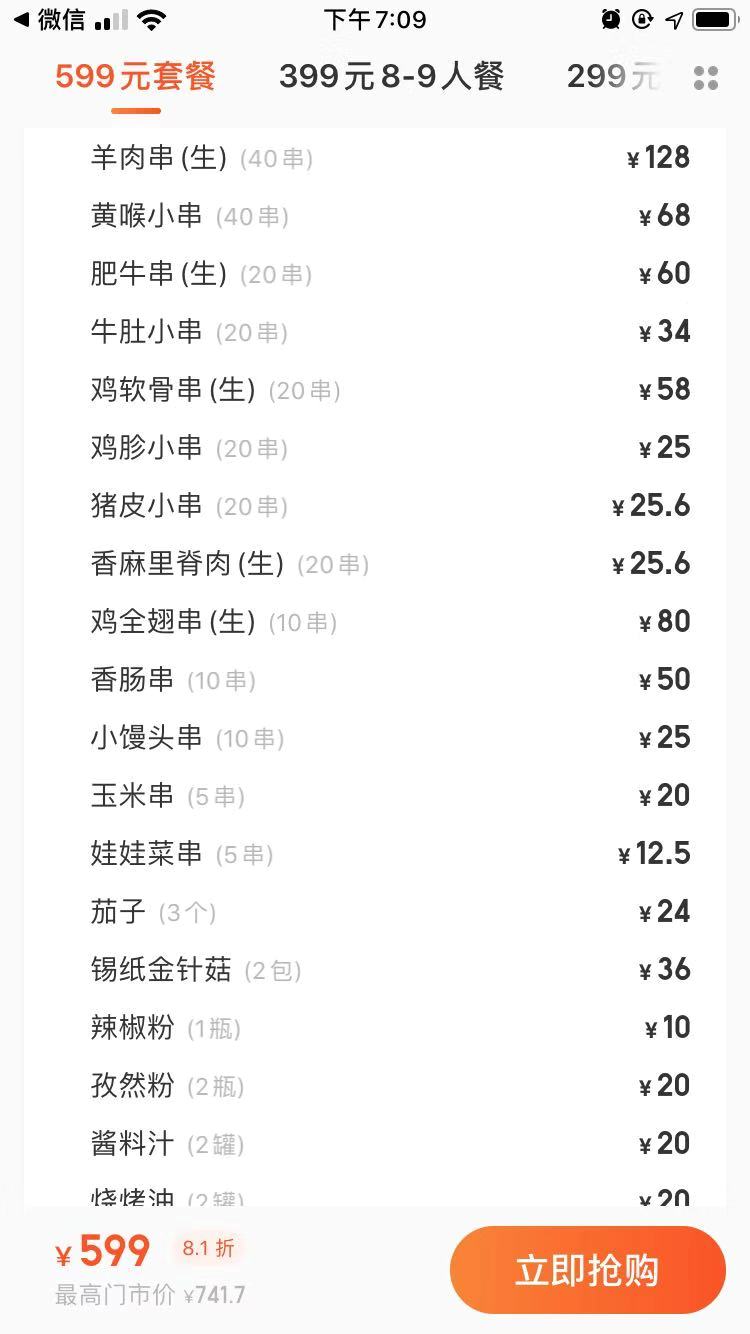 微信 下午7:09
599元套餐 399元8-9人餐 299元
羊肉串(生) (40串) ¥128
黄喉小串 (40串) ¥68
肥牛串(生) (20串) ¥60
牛肚小串 (20串) ¥34
鸡软骨串(生) (20串) ¥58
鸡胗小串 (20串) ¥25
猪皮小串 (20串) ¥25.6
香麻里脊肉(生) (20串) ¥25.6
鸡全翅串(生) (10串) ¥80
香肠串 (10串) ¥50
小馒头串 (10串) ¥25
玉米串 (5串) ¥20
娃娃菜串 (5串) ¥12.5
茄子 (3个) ¥24
锡纸金针菇 (2包) ¥36
辣椒粉 (1瓶) ¥10
孜然粉 (2瓶) ¥20
酱料汁 (2罐) ¥20
烧烤油 (2罐) ¥20
¥599 8.1折
最高门市价 ¥741.7
立即抢购